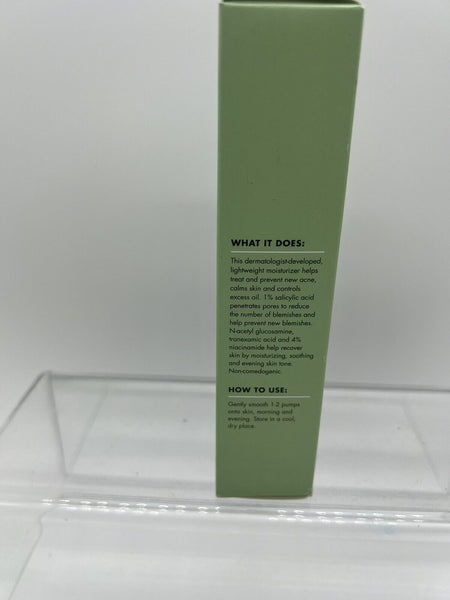 WHAT IT DOES:
This dermatologist-developed,
lightweight moisturizer helps
treat and prevent new acne,
calms skin and controls
excess oil. 1% salicylic acid
penetrates pores to reduce
the number of blemishes and
help prevent new blemishes.
N-acetyl glucosamine,
tranexamic acid and 4%
niacinamide help recover
skin by moisturizing, soothing
and evening skin tone.
Non-comedogenic.
HOW TO USE:
Gently smooth 1-2 pumps
onto skin, morning and
evening. Store in a cool,
dry place.